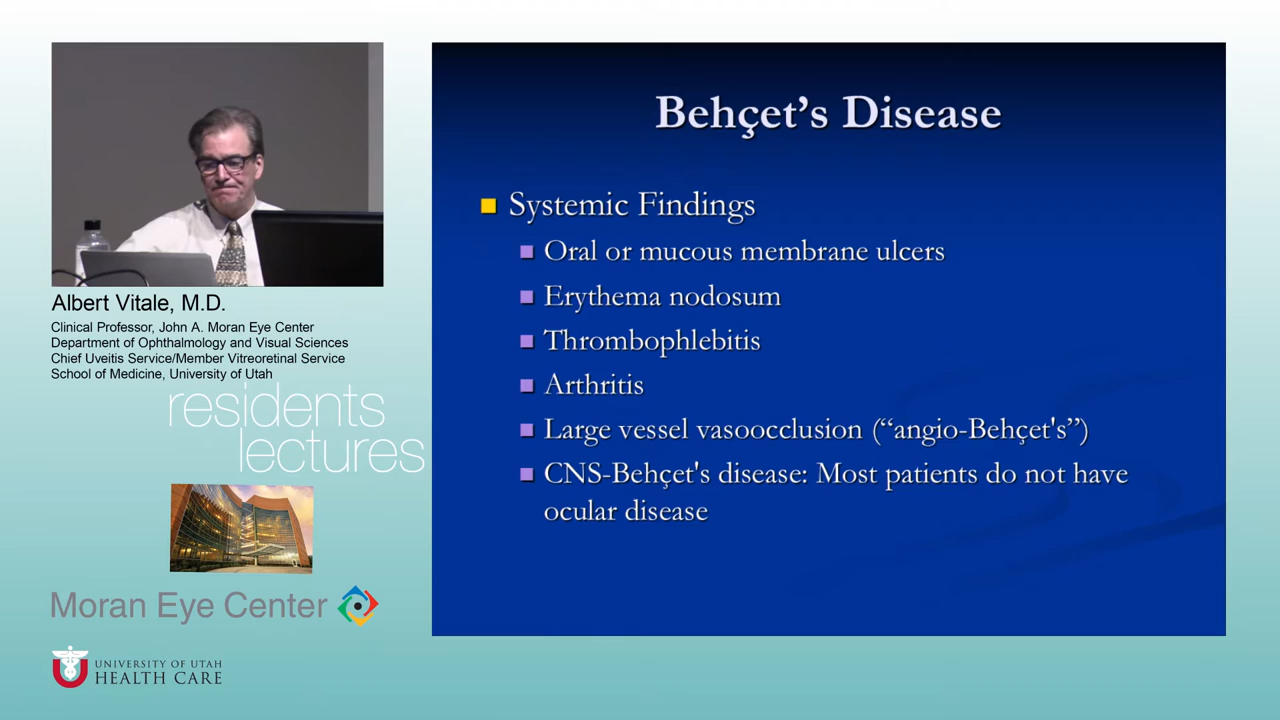 Behçet’s Disease
Systemic Findings
Oral or mucous membrane ulcers
Erythema nodosum
Thrombophlebitis
Arthritis
Large vessel vasoocclusion (“angio-Behçet's”)
CNS-Behçet's disease: Most patients do not have
ocular disease
Albert Vitale, M.D.
Clinical Professor, John A. Moran Eye Center
Department of Ophthalmology and Visual Sciences
Chief Uveitis Service/Member Vitreoretinal Service
School of Medicine, University of Utah
residents
lectures
Moran Eye Center
U
UNIVERSITY OF UTAH
HEALTH CARE